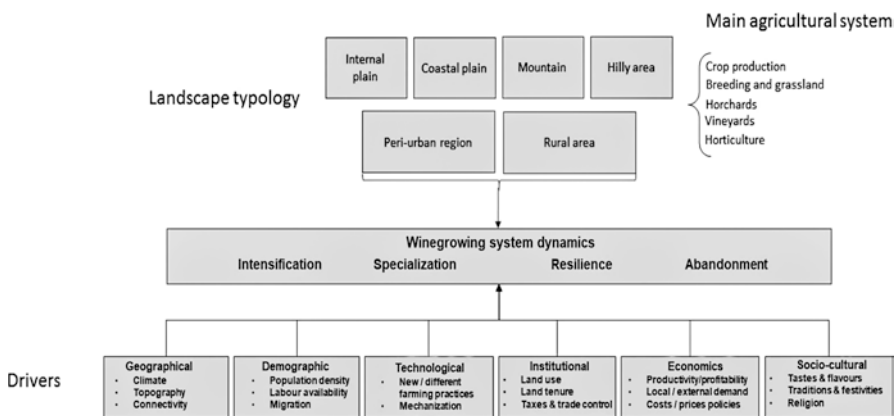 Main agricultural system
Internal plain
Coastal plain
Mountain
Hilly area
Landscape typology
Crop production
Breeding and grassland
Horchards
Vineyards
Horticulture
Peri-urban region
Rural area
Winegrowing system dynamics
Intensification Specialization Resilience Abandonment
Drivers
Geographical
• Climate
• Topography
• Connectivity
Demographic
• Population density
• Labour availability
• Migration
Technological
• New / different
farming practices
• Mechanization
Institutional
• Land use
• Land tenure
• Taxes & trade control
Economics
• Productivity/profitability
• Local / external demand
• Costs / prices policies
Socio-cultural
• Tastes & flavours
• Traditions & festivities
• Religion